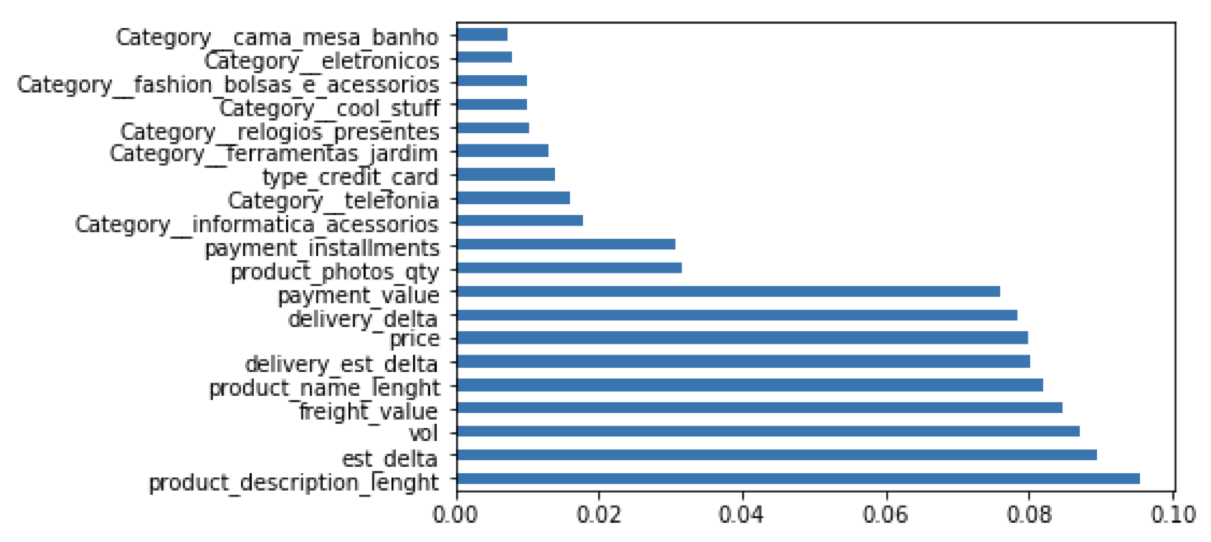 Category__cama_mesa_banho
Category__eletronicos
Category__fashion_bolsas_e_acessorios
Category__cool_stuff
Category__relogios_presentes
Category__ferramentas_jardim
type_credit_card
Category__telefonia
Category__informatica_acessorios
payment_installments
product_photos_qty
payment_value
delivery_delta
price
delivery_est_delta
product_name_lenght
freight_value
vol
est_delta
product_description_lenght
0.00 0.02 0.04 0.06 0.08 0.10